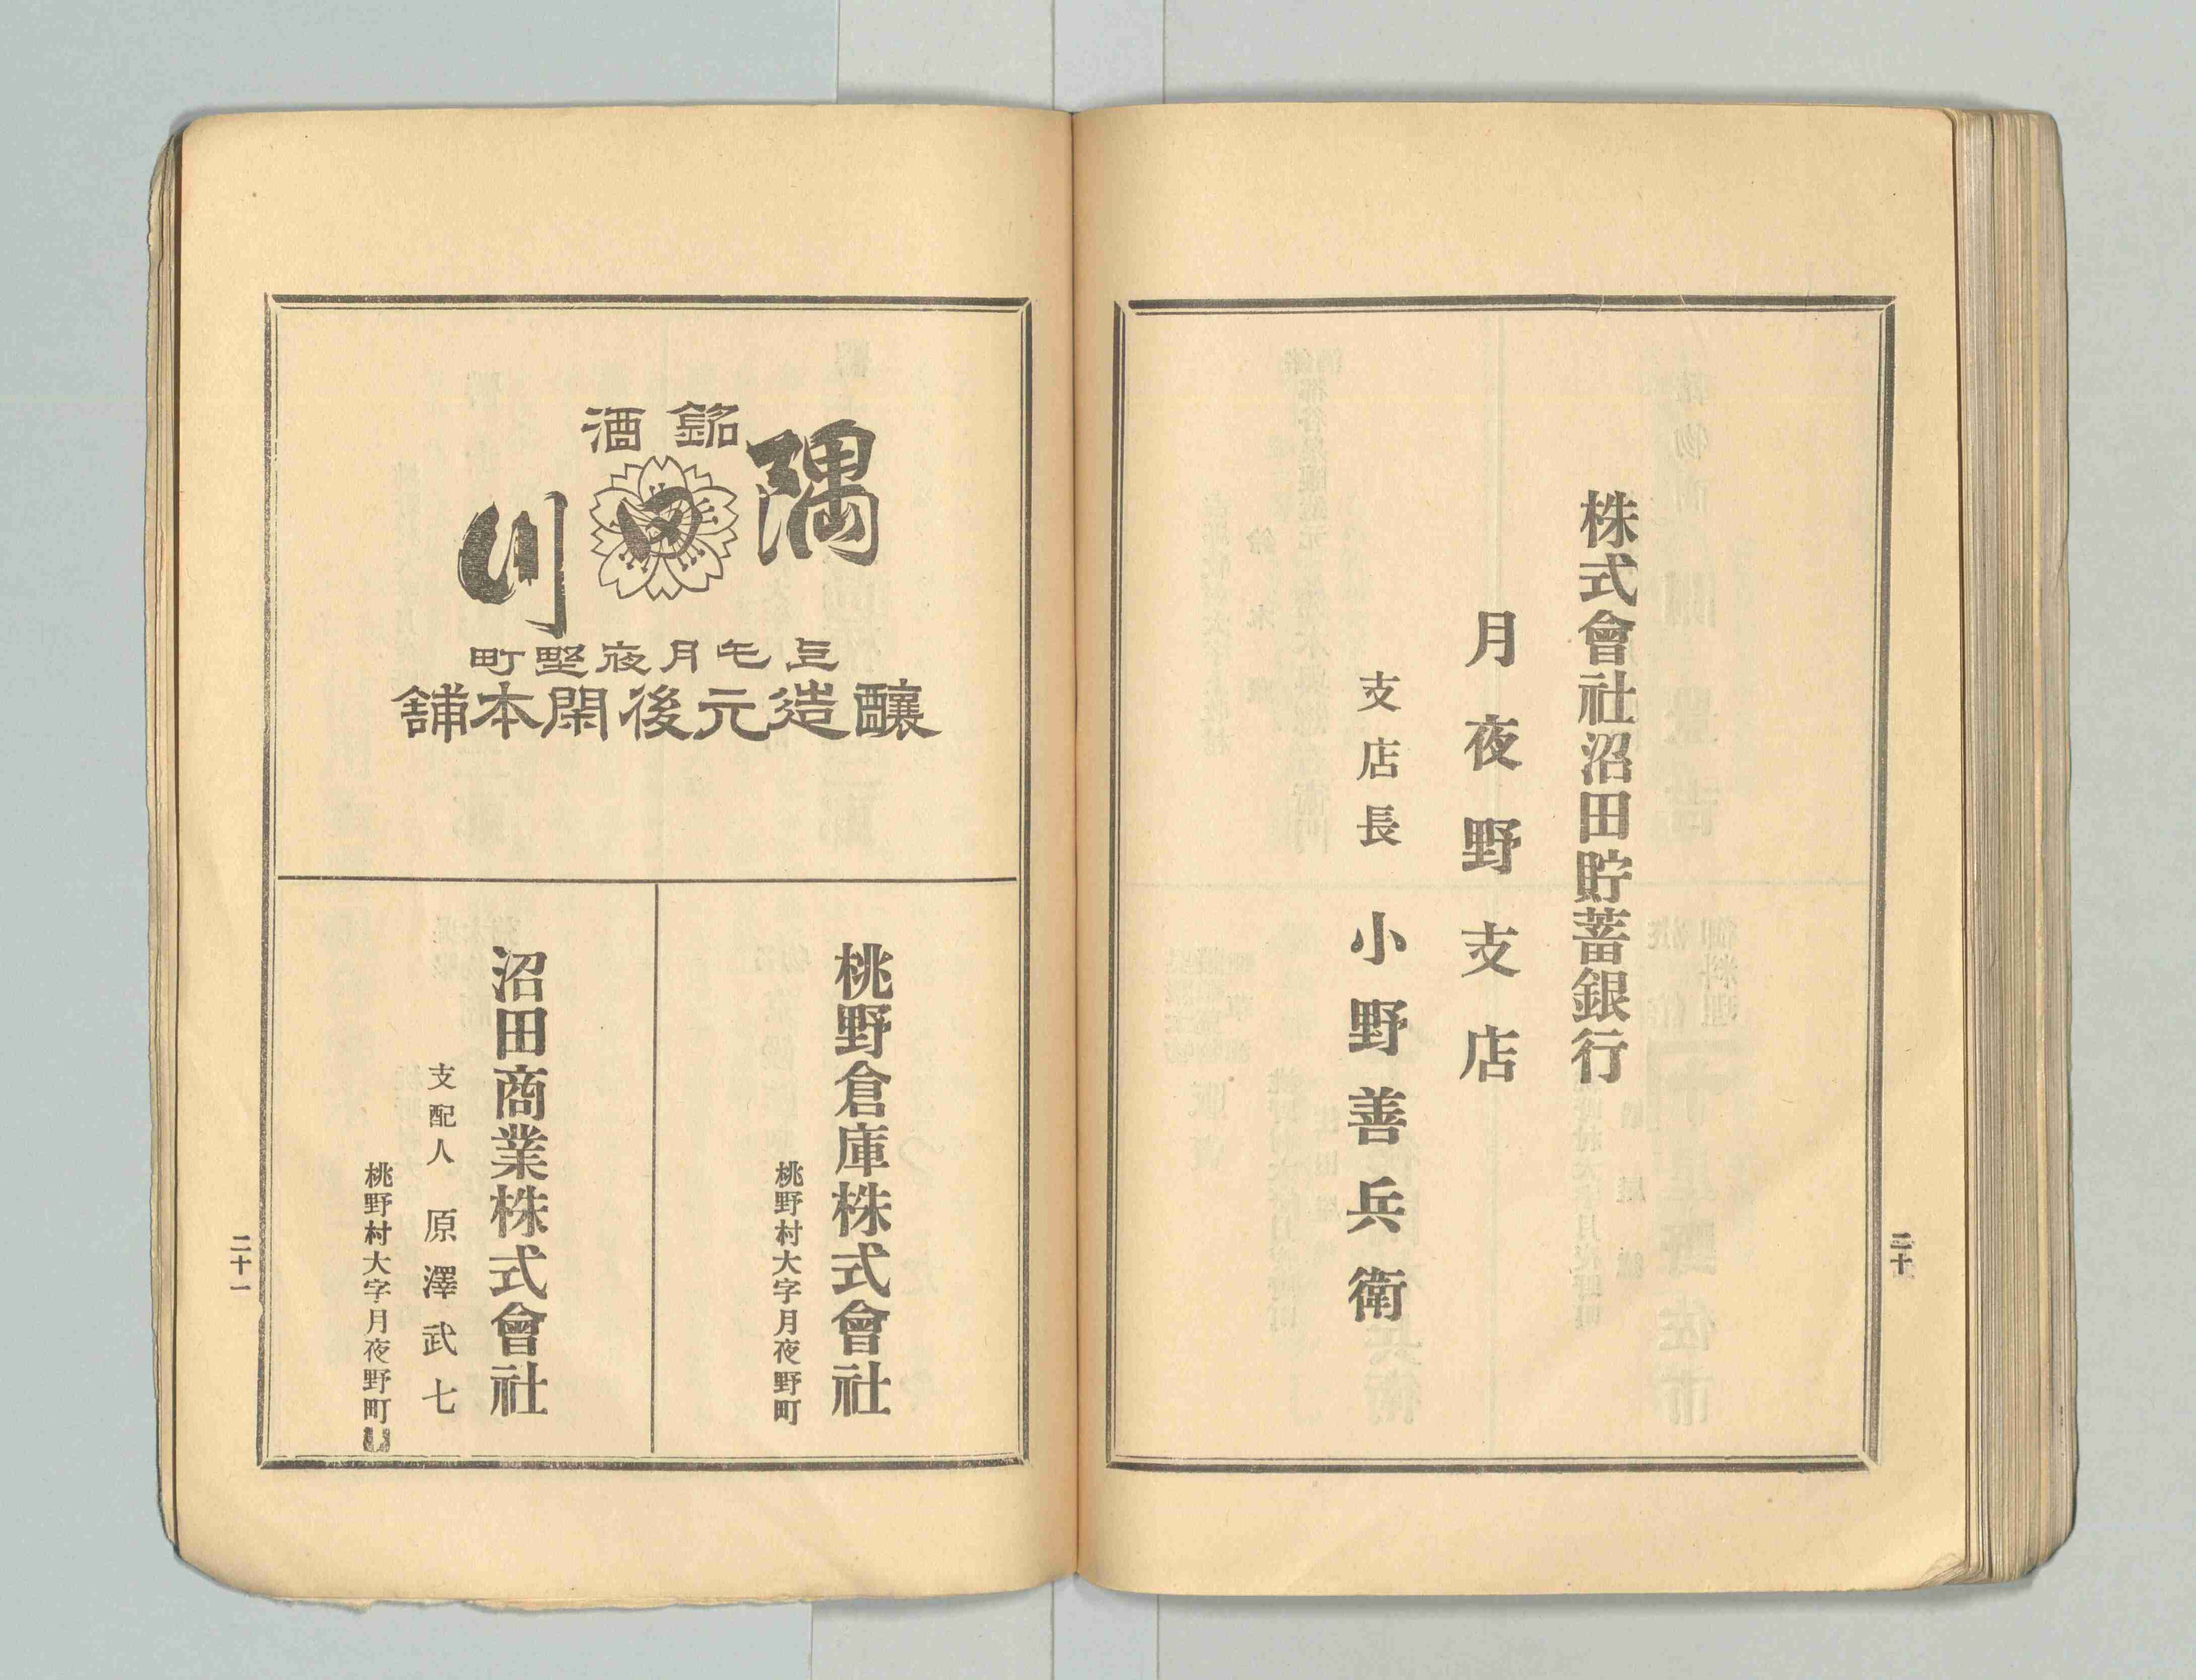 株式會社沼田貯蓄銀行
月夜野支店
支店長 小野善兵衛
二十
銘酒
隅田川
上毛月夜埜町
釀造元後閑本舖
桃野倉庫株式會社
桃野村大字月夜野町
沼田商業株式會社
支配人 原澤武七
桃野村大字月夜野町
二十一